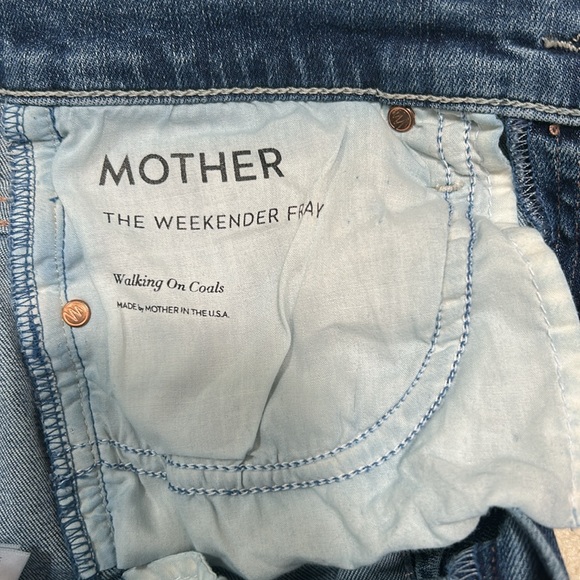 MOTHER
THE WEEKENDER FRAY
Walking On Coals
MADE by MOTHER IN THE U.S.A.